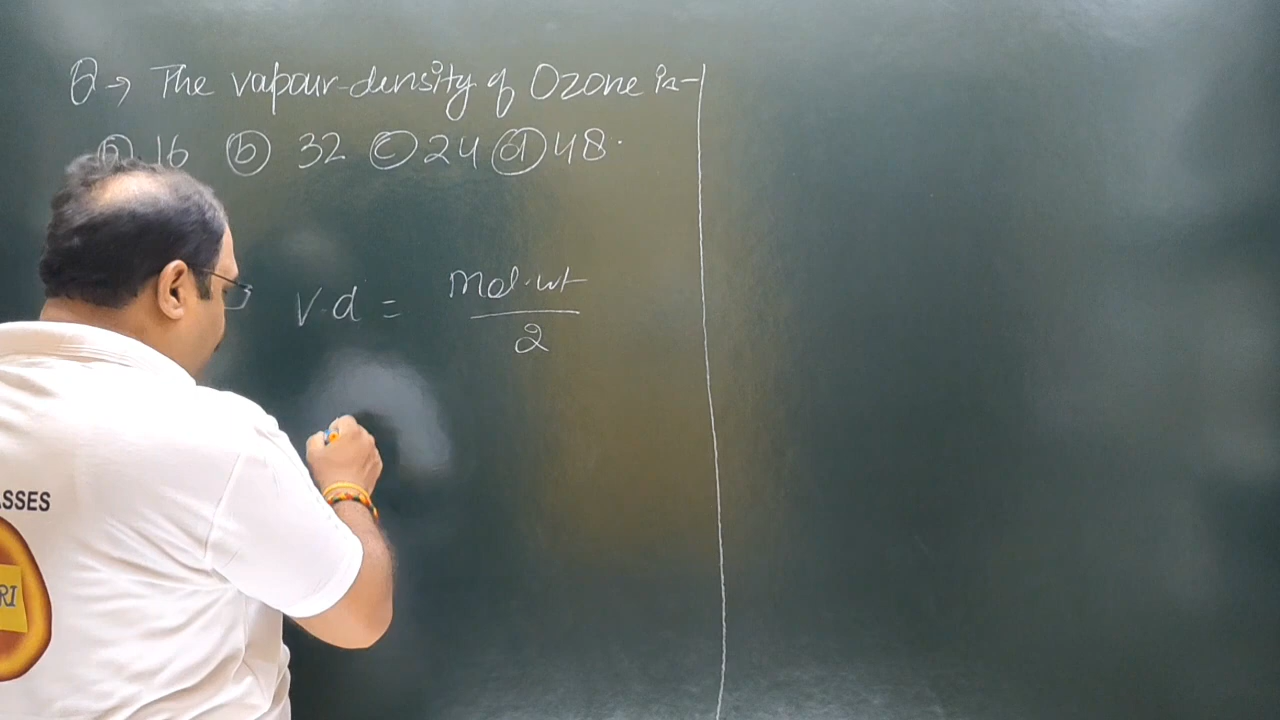 Q → The vapour-density of Ozone is-
ⓐ 16 ⓑ 32 ⓒ 24 ⓓ 48.
V.d = mol.wt
2
ASSES
RI